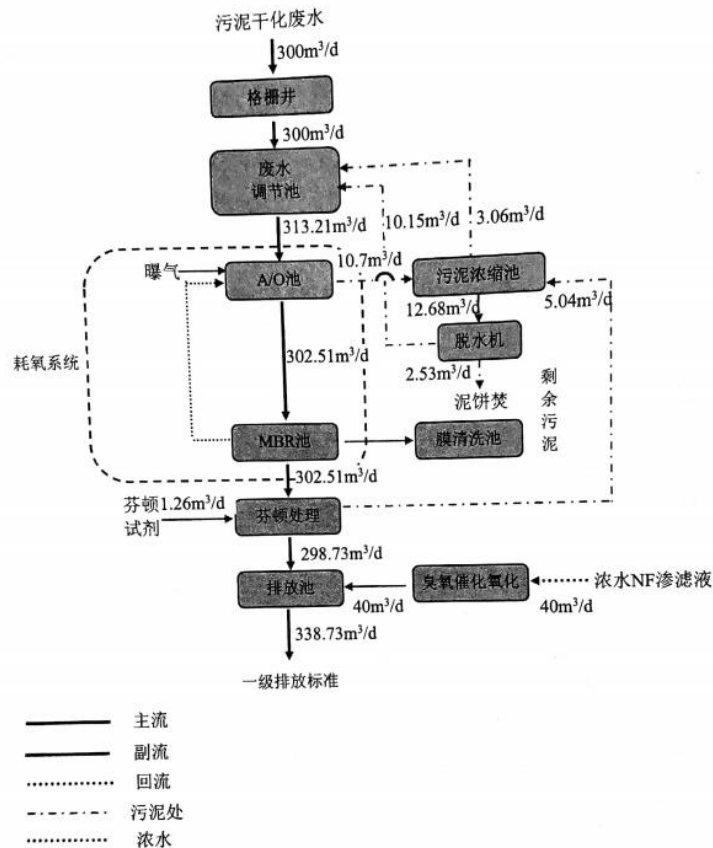 污泥干化废水
300m³/d
格栅井
300m³/d
废水
调节池
313.21m³/d
10.15m³/d
3.06m³/d
曝气
A/O池
10.7m³/d
污泥浓缩池
12.68m³/d
5.04m³/d
脱水机
302.51m³/d
耗氧系统
2.53m³/d
泥饼焚
剩余污泥
MBR池
膜清洗池
302.51m³/d
芬顿1.26m³/d
试剂
芬顿处理
298.73m³/d
排放池
40m³/d
臭氧催化氧化
40m³/d
浓水NF渗滤液
338.73m³/d
一级排放标准
主流
副流
回流
污泥处
浓水